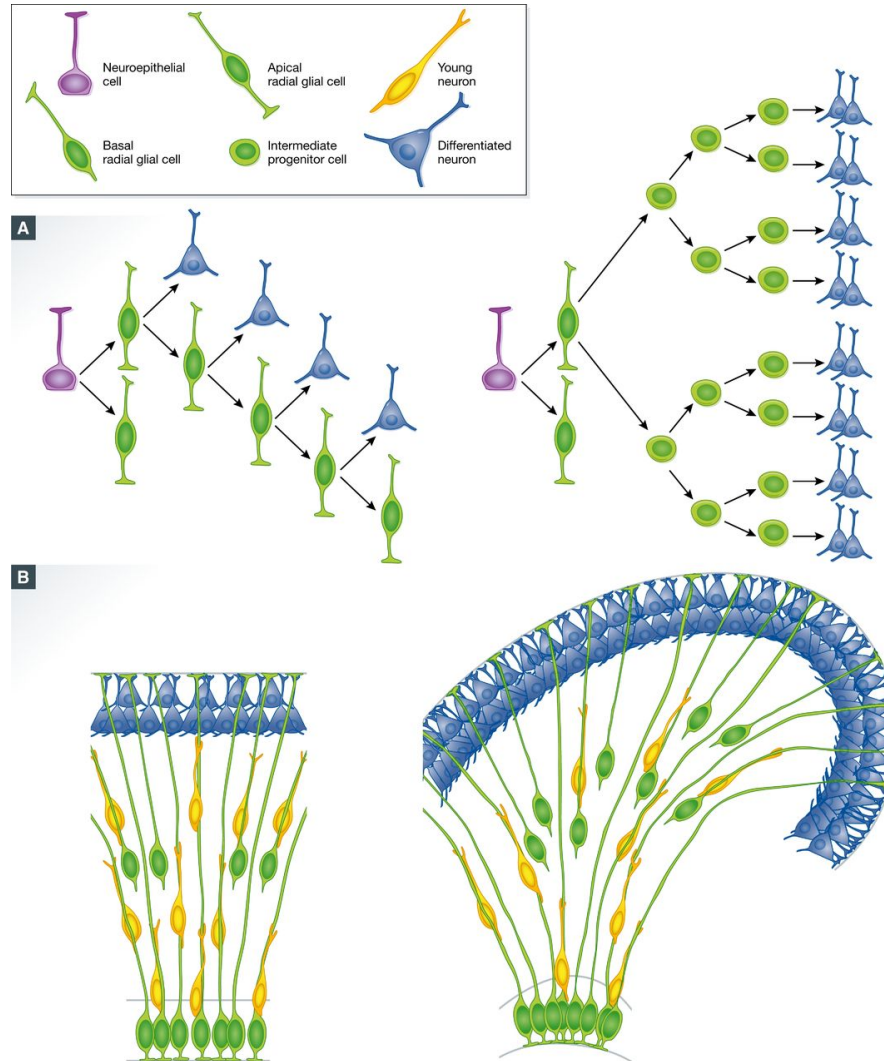 Neuroepithelial
cell
Apical
radial glial cell
Young
neuron
Basal
radial glial cell
Intermediate
progenitor cell
Differentiated
neuron
A
B